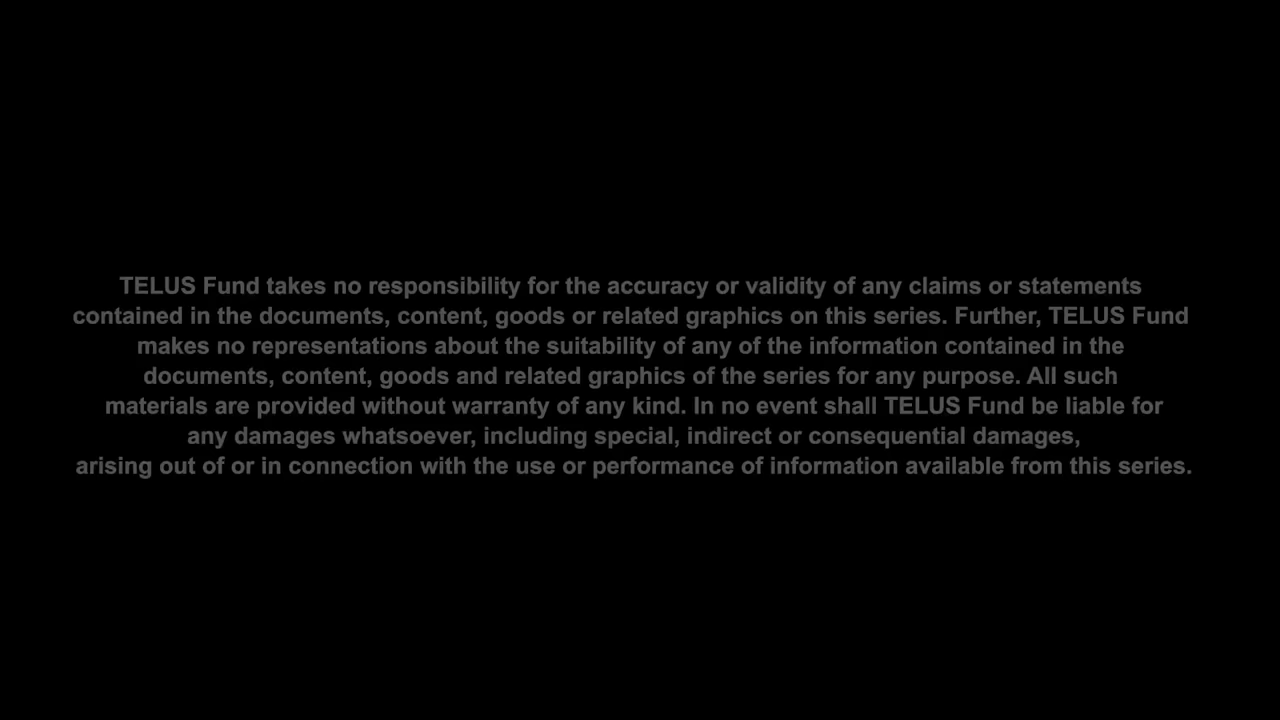 TELUS Fund takes no responsibility for the accuracy or validity of any claims or statements
contained in the documents, content, goods or related graphics on this series. Further, TELUS Fund
makes no representations about the suitability of any of the information contained in the
documents, content, goods and related graphics of the series for any purpose. All such
materials are provided without warranty of any kind. In no event shall TELUS Fund be liable for
any damages whatsoever, including special, indirect or consequential damages,
arising out of or in connection with the use or performance of information available from this series.